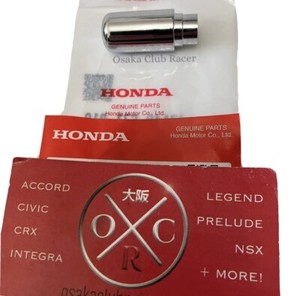 Osaka Club Racer
HONDA
GENUINE PARTS
Honda Motor Co., Ltd.
HONDA
GENUINE PARTS
Honda Motor Co., Ltd.
ACCORD
CIVIC
CRX
INTEGRA
大阪
O C
R
LEGEND
PRELUDE
NSX
+ MORE!